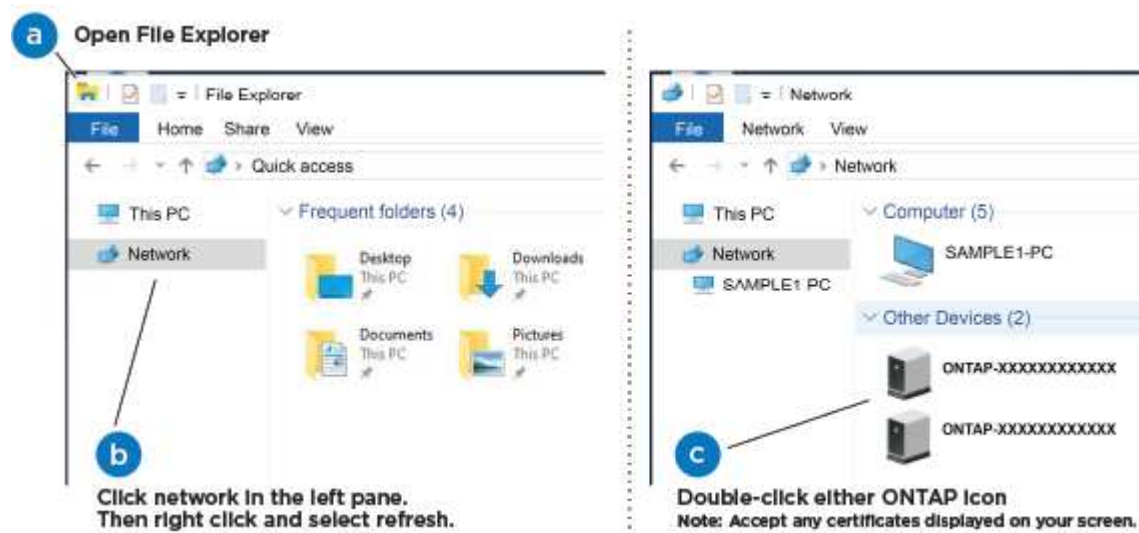 a Open File Explorer
File Explorer
File Home Share View
Quick access
This PC
Network
Frequent folders (4)
Desktop
This PC
Downloads
This PC
Documents
This PC
Pictures
This PC
b
Click network in the left pane.
Then right click and select refresh.
Network
File Network View
Network
This PC
Network
SAMPLE1 PC
Computer (5)
SAMPLE1-PC
Other Devices (2)
ONTAP-XXXXXXXXXXXX
ONTAP-XXXXXXXXXXXX
c
Double-click either ONTAP icon
Note: Accept any certificates displayed on your screen.